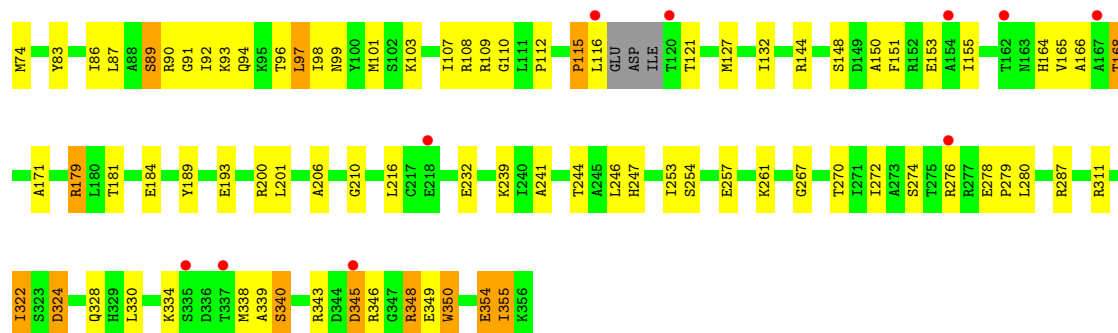 M74 Y83 I86 L87 A88 S89 R90 G91 I92 K93 Q94 K95 T96 L97 I98 N99 Y100 M101 S102 K103 I107 R108 R109 G110 L111 P112 P115 L116 GLU ASP ILE T120 T121 M127 I132 R144 S148 D149 A150 F151 R152 E153 A154 I155 T162 N163 H164 V165 A166 A167 T168
A171 R179 L180 T181 E184 Y189 E193 R200 L201 A206 G210 L216 C217 E218 E232 K239 I240 A241 T244 A245 L246 H247 I253 S254 E257 K261 G267 T270 I271 I272 A273 S274 T275 R276 R277 E278 P279 L280 R287 R311
I322 S323 D324 Q328 H329 L330 K334 S335 D336 T337 M338 A339 S340 R343 D344 D345 R346 G347 R348 E349 W350 E354 I355 K356